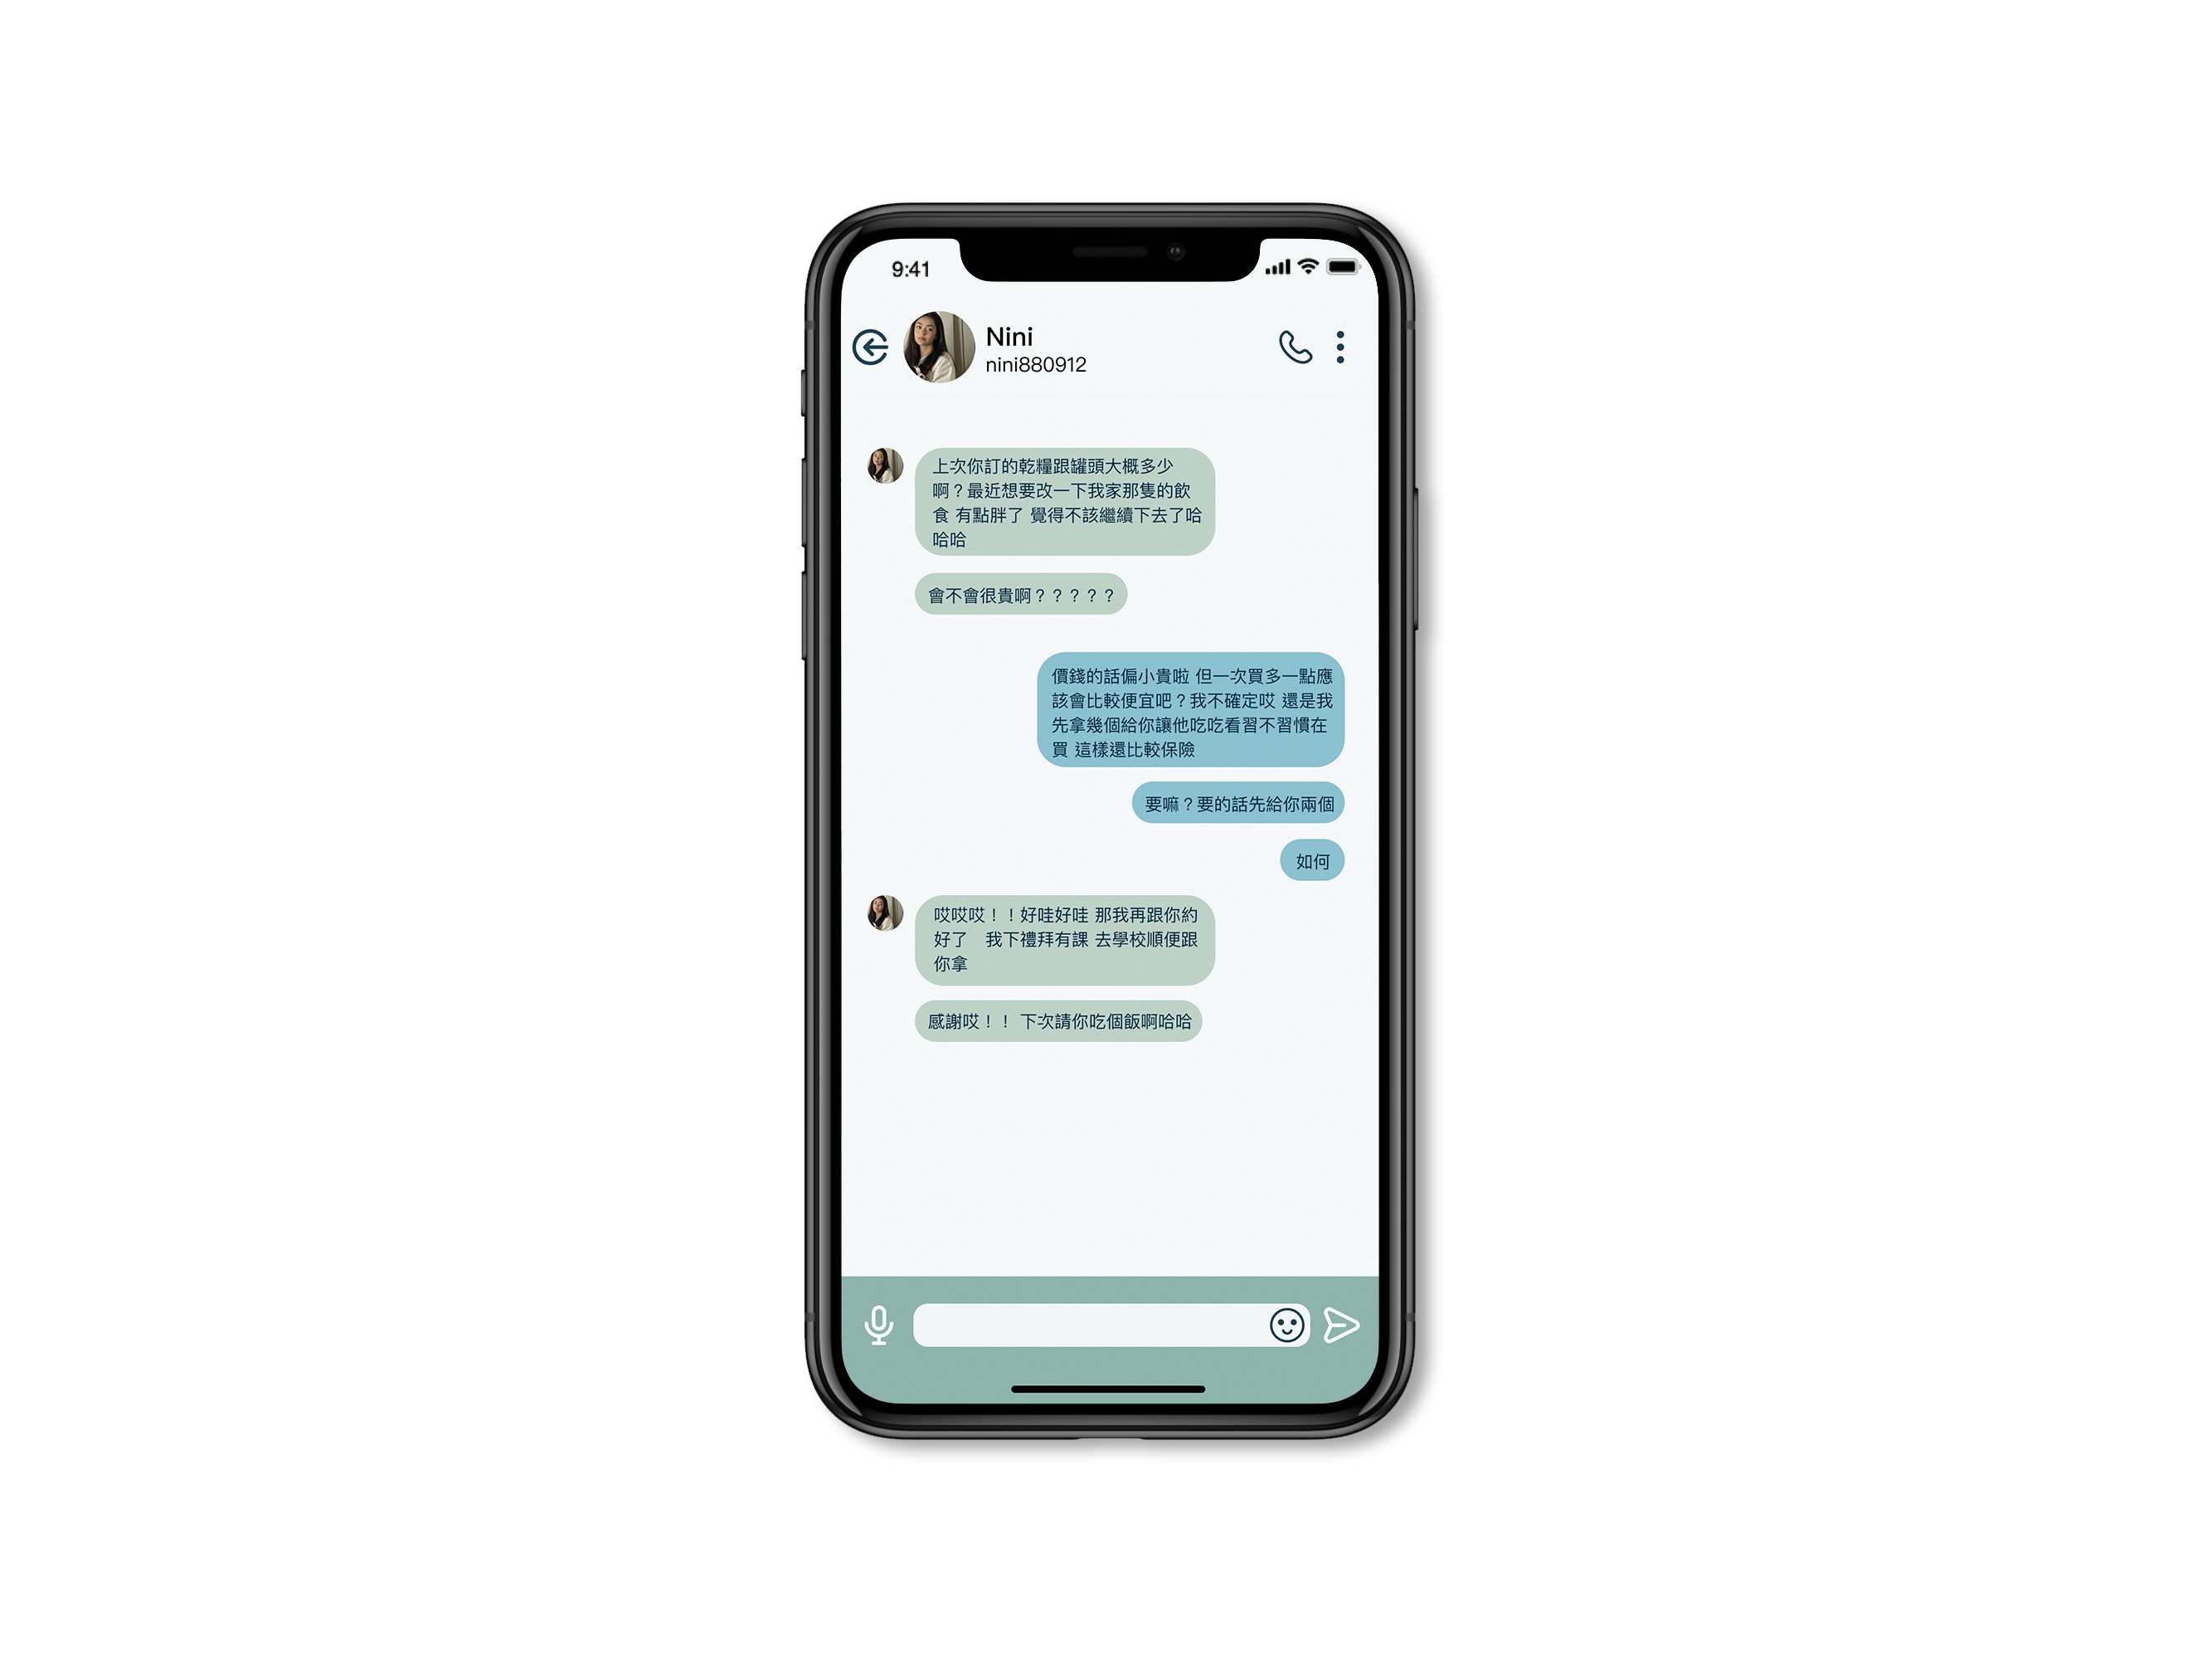 9:41
Nini
nini880912
上次你訂的乾糧跟罐頭大概多少
啊？最近想要改一下我家那隻的飲
食 有點胖了 覺得不該繼續下去了哈
哈哈
會不會很貴啊？？？？？
價錢的話偏小貴啦 但一次買多一點應
該會比較便宜吧？我不確定哎 還是我
先拿幾個給你讓他吃吃看習不習慣在
買 這樣還比較保險
要嘛？要的話先給你兩個
如何
哎哎哎！！好哇好哇 那我再跟你約
好了　我下禮拜有課 去學校順便跟
你拿
感謝哎！！ 下次請你吃個飯啊哈哈